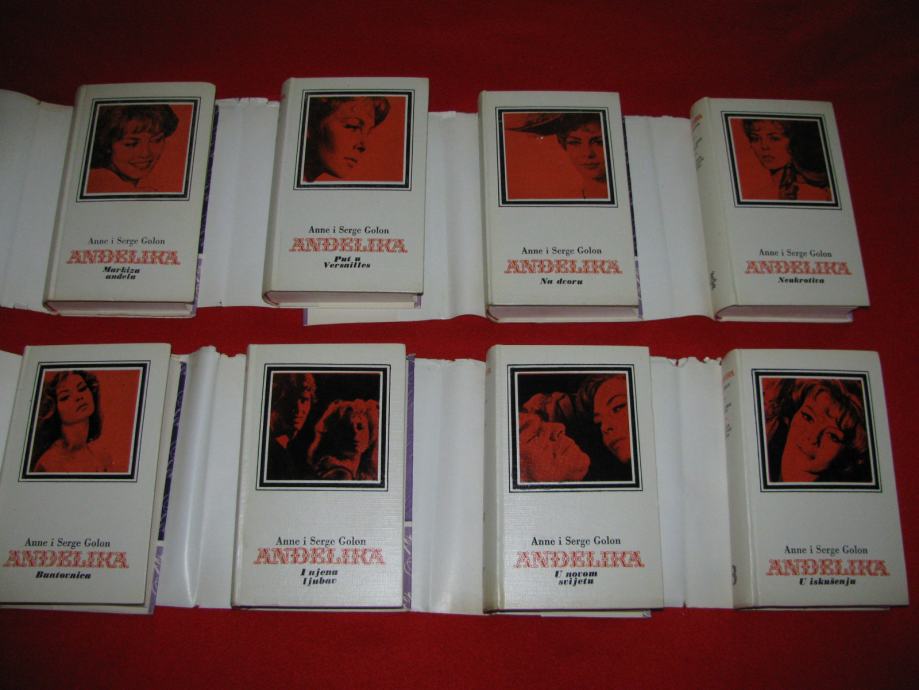 Anne i Serge Golon
ANĐELIKA
Markiza
anđela
Anne i Serge Golon
ANĐELIKA
Put u
Versailles
Anne i Serge Golon
ANĐELIKA
Na dvoru
Anne i Serge Golon
ANĐELIKA
Neukrotiva
Anne i Serge Golon
ANĐELIKA
Buntovnica
Anne i Serge Golon
ANĐELIKA
I njena
ljubav
Anne i Serge Golon
ANĐELIKA
U novom
svijetu
Anne i Serge Golon
ANĐELIKA
U iskušenju
8